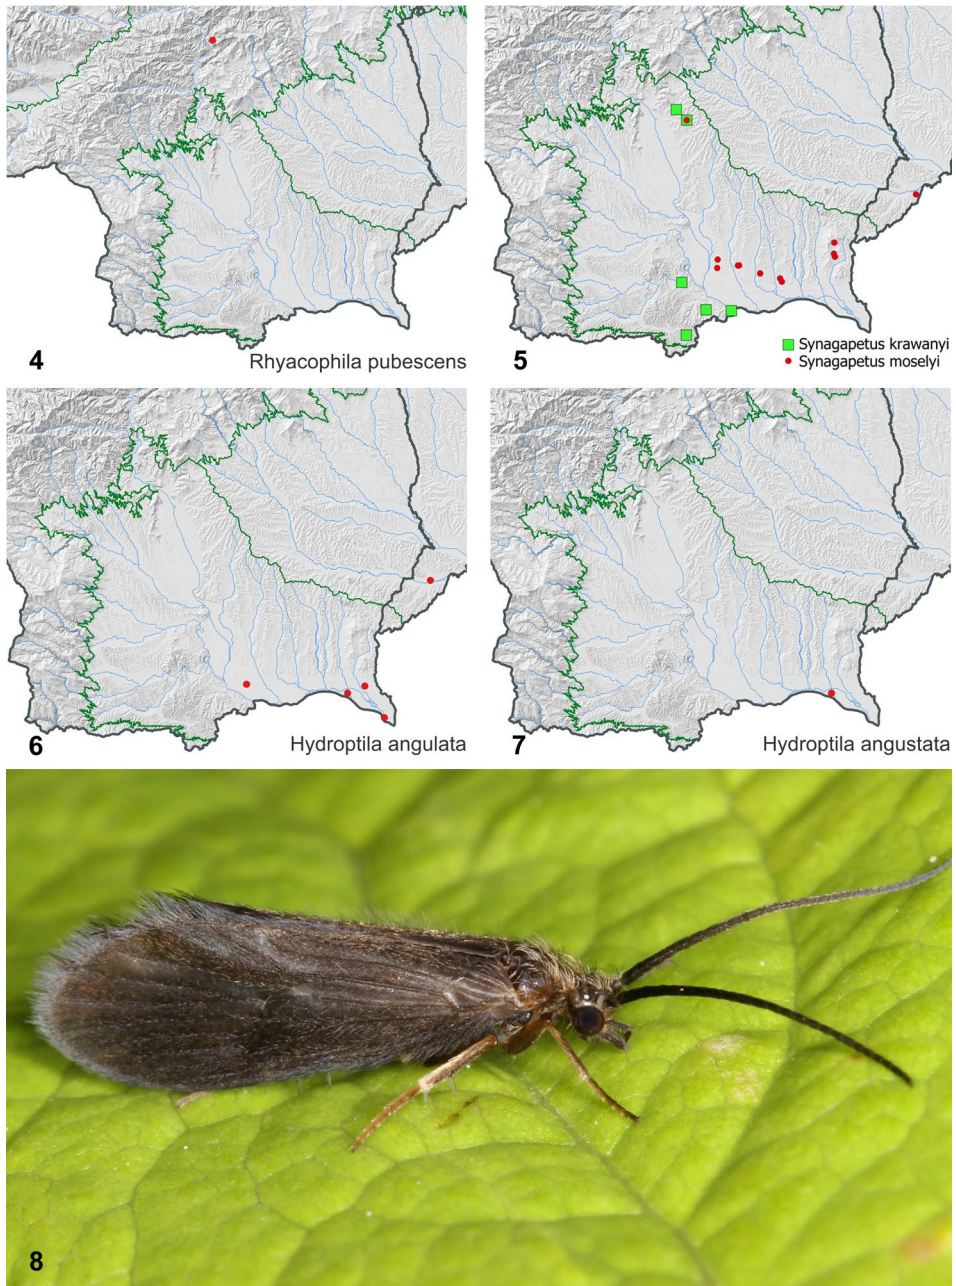 4
Rhyacophila pubescens
5
Synagapetus krawanyi
Synagapetus moselyi
6
Hydroptila angulata
7
Hydroptila angustata
8